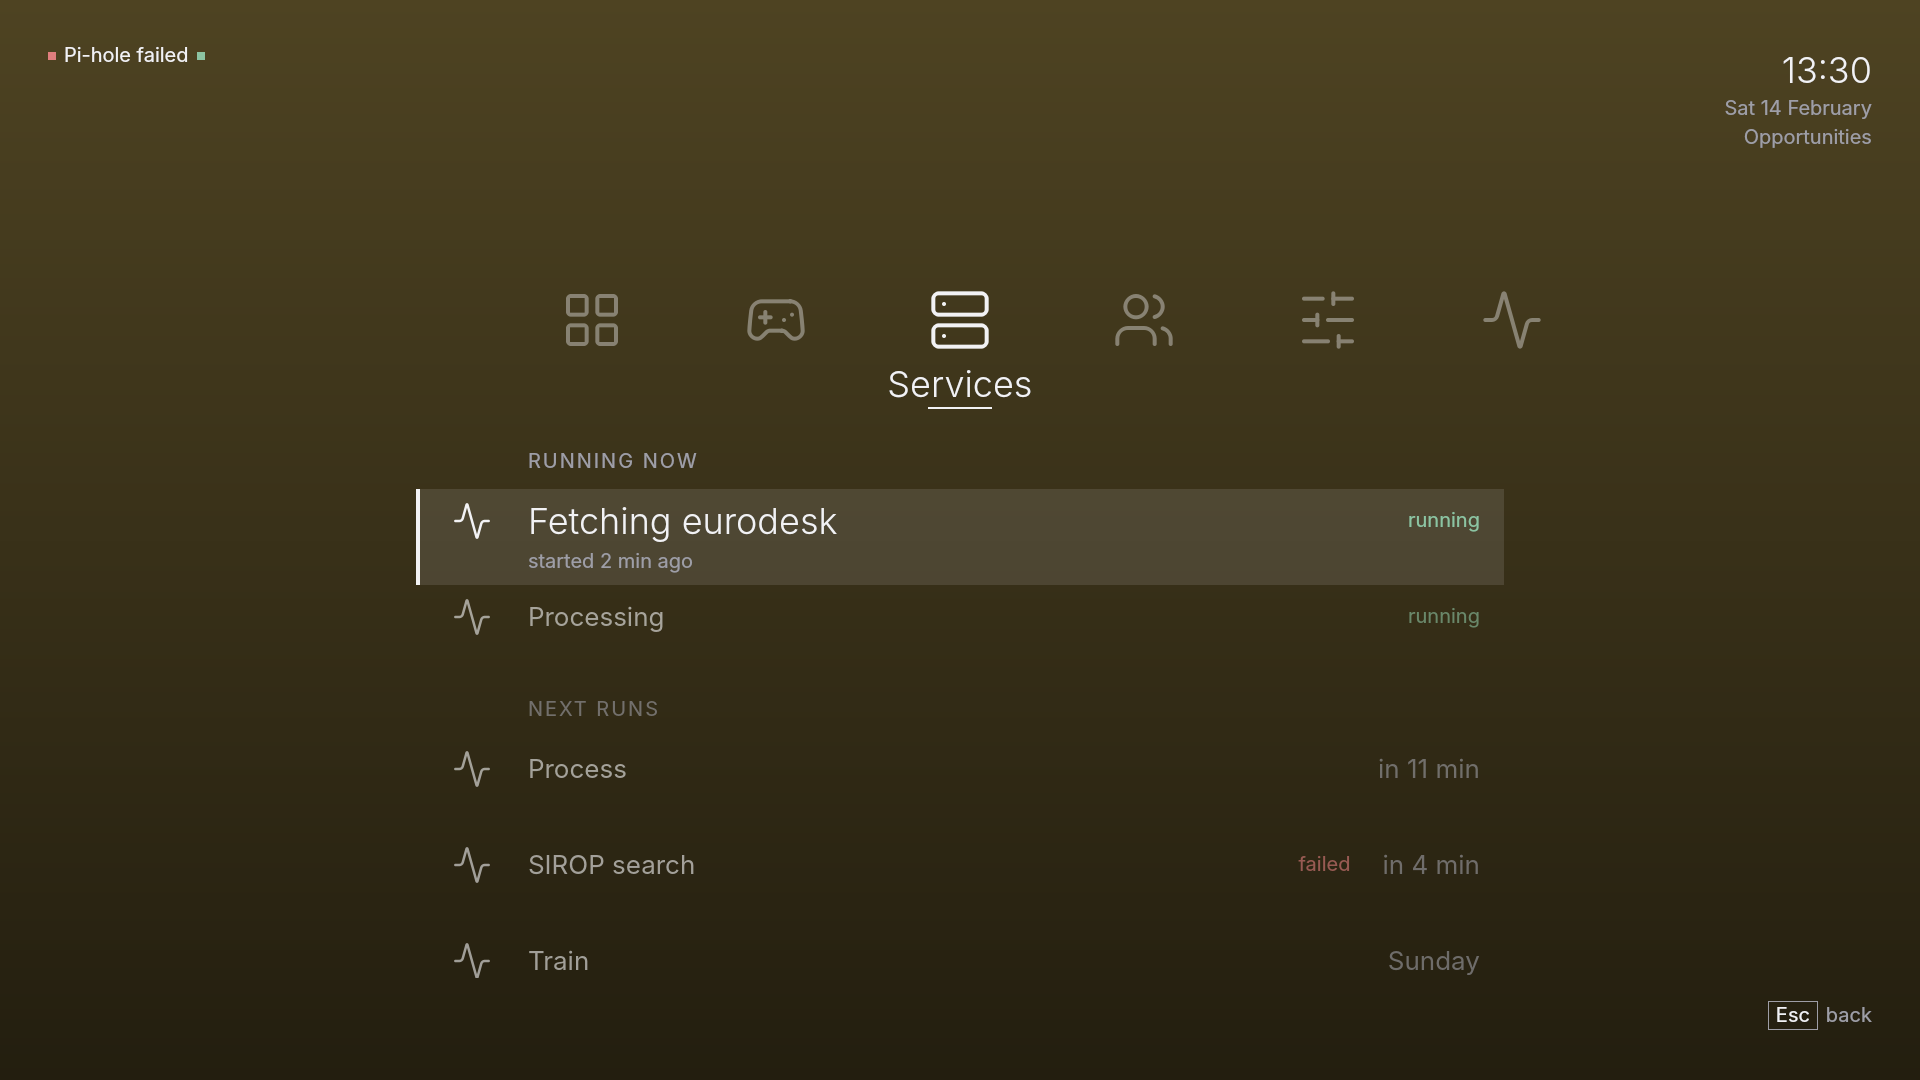 Pi-hole failed
13:30
Sat 14 February
Opportunities
Services
RUNNING NOW
Fetching eurodesk running
started 2 min ago
Processing running
NEXT RUNS
Process in 11 min
SIROP search failed in 4 min
Train Sunday
Esc back